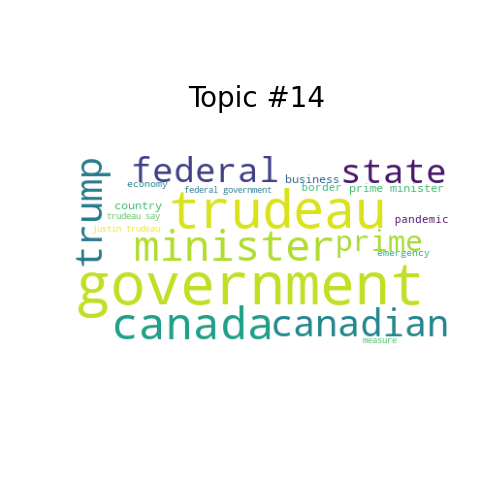 Topic #14
trump
federal
state
economy
business
federal government
border
prime minister
country
trudeau
trudeau say
pandemic
justin trudeau
minister
prime
emergency
government
canada
canadian
measure